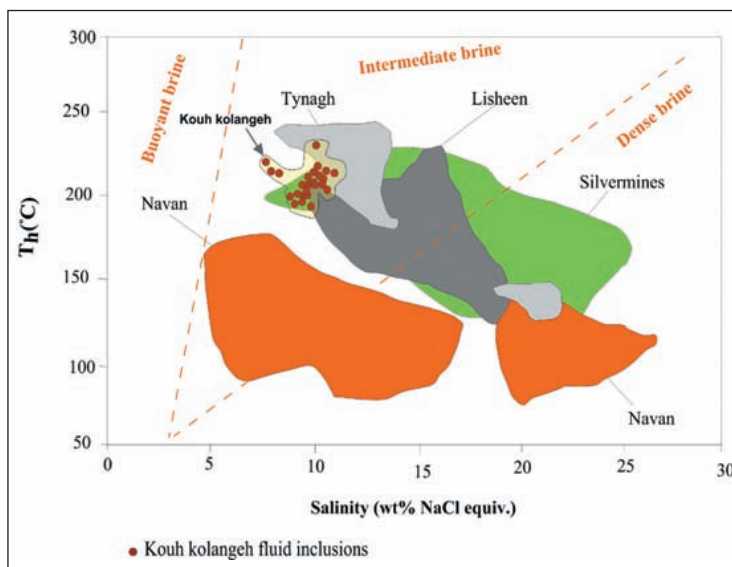 300
250
200
150
100
50
0
5
10
15
20
25
30
Th(°C)
Salinity (wt% NaCl equiv.)
Buoyant brine
Intermediate brine
Dense brine
Tynagh
Lisheen
Kouh kolangeh
Silvermines
Navan
Navan
Kouh kolangeh fluid inclusions